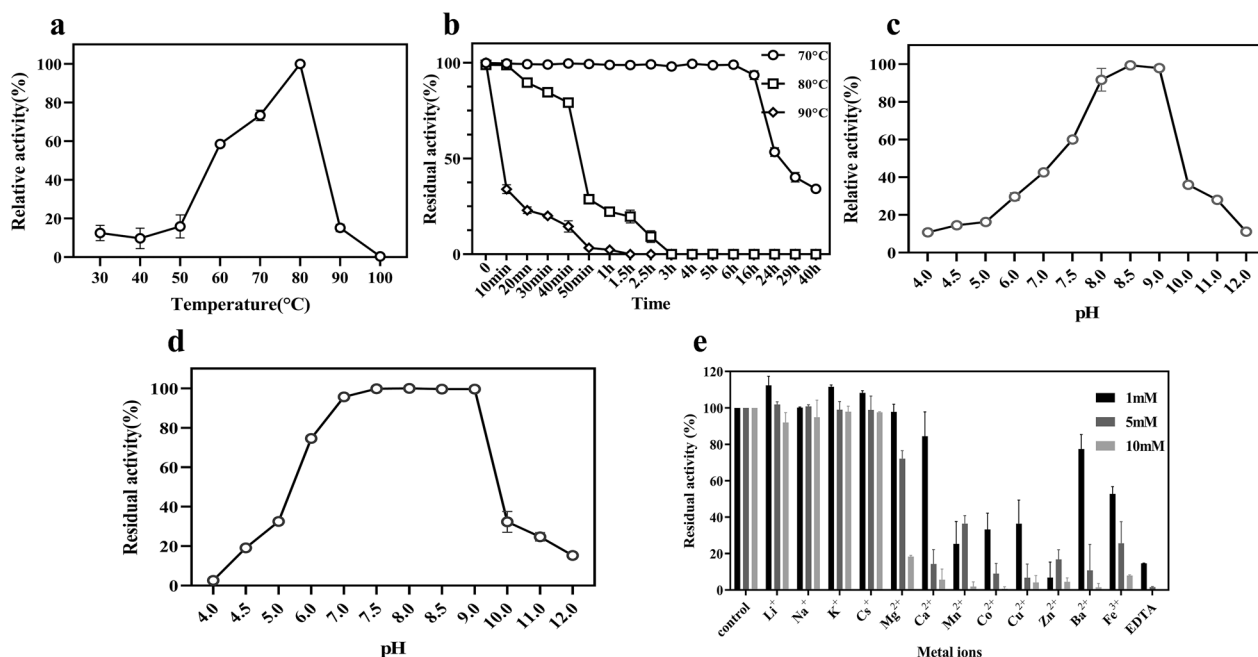 a
Relative activity(%)
100
80
60
40
20
0
30 40 50 60 70 80 90 100
Temperature(°C)
b
Residual activity(%)
100
50
0
70°C
80°C
90°C
0 10min 20mn 30min 40min 50min 1h 1.5h 2.5h 3h 4h 5h 6h 16h 24h 29h 40h
Time
c
Relative activity(%)
100
80
60
40
20
0
4.0 4.5 5.0 6.0 7.0 7.5 8.0 8.5 9.0 10.0 11.0 12.0
pH
d
Residual activity(%)
100
80
60
40
20
0
4.0 4.5 5.0 6.0 7.0 7.5 8.0 8.5 9.0 10.0 11.0 12.0
pH
e
Residual activity (%)
120
100
80
60
40
20
0
1mM
5mM
10mM
control Li⁺ Na⁺ K⁺ Cs⁺ Mg²⁺ Ca²⁺ Mn²⁺ Co²⁺ Cu²⁺ Zn²⁺ Ba²⁺ Fe³⁺ EDTA
Metal ions